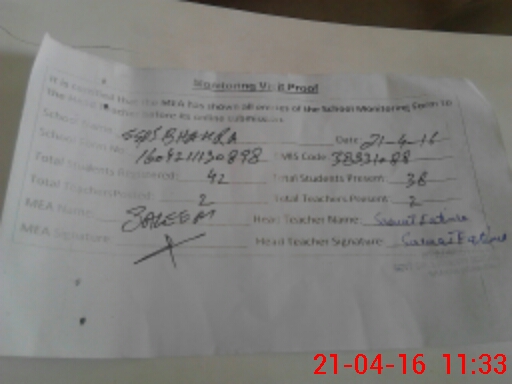 Monitoring Visit Proof
It is certified that the MEA has shown all entries of the School Monitoring Form to
the Head Teacher before its online submission.
School Name: GGPS BHAHRA Date: 21-4-16
School Form No: 160421130898 EMIS Code:
Total Students Registered: 42 Total Students Present: 38
Total Teachers Posted: 2 Total Teachers Present: 2
MEA Name: SALEEM Head Teacher Name:
MEA Signature: Head Teacher Signature:
21-04-16 11:33